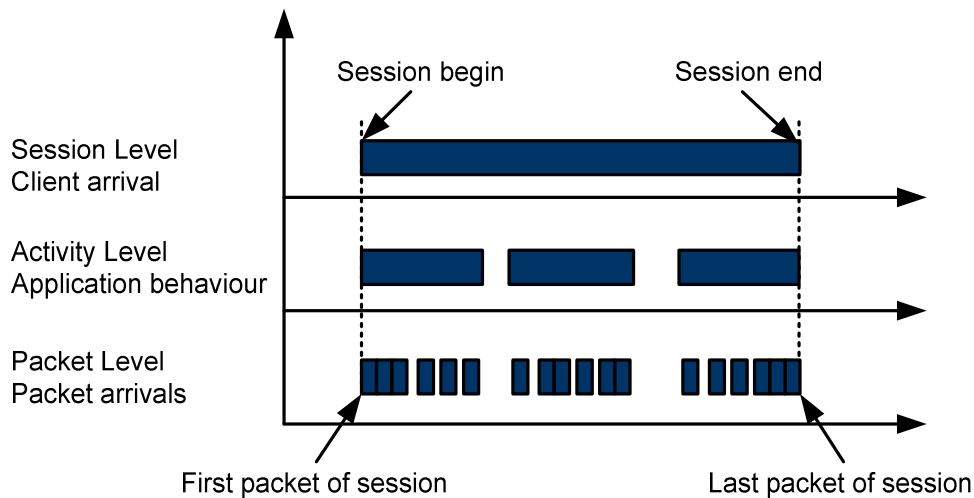 Session begin
Session end
Session Level
Client arrival
Activity Level
Application behaviour
Packet Level
Packet arrivals
First packet of session
Last packet of session